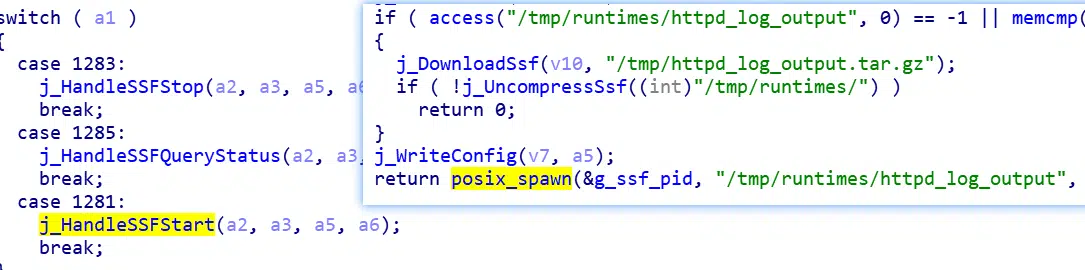 switch ( a1 )
{
case 1283:
j_HandleSSFStop(a2, a3, a5, a6
break;
case 1285:
j_HandleSSFQueryStatus(a2, a3,
break;
case 1281:
j_HandleSSFStart(a2, a3, a5, a6);
break;
if ( access("/tmp/runtimes/httpd_log_output", 0) == -1 || memcmp(
{
j_DownloadSsf(v10, "/tmp/httpd_log_output.tar.gz");
if ( !j_UncompressSsf((int)"/tmp/runtimes/") )
return 0;
}
j_WriteConfig(v7, a5);
return posix_spawn(&g_ssf_pid, "/tmp/runtimes/httpd_log_output",